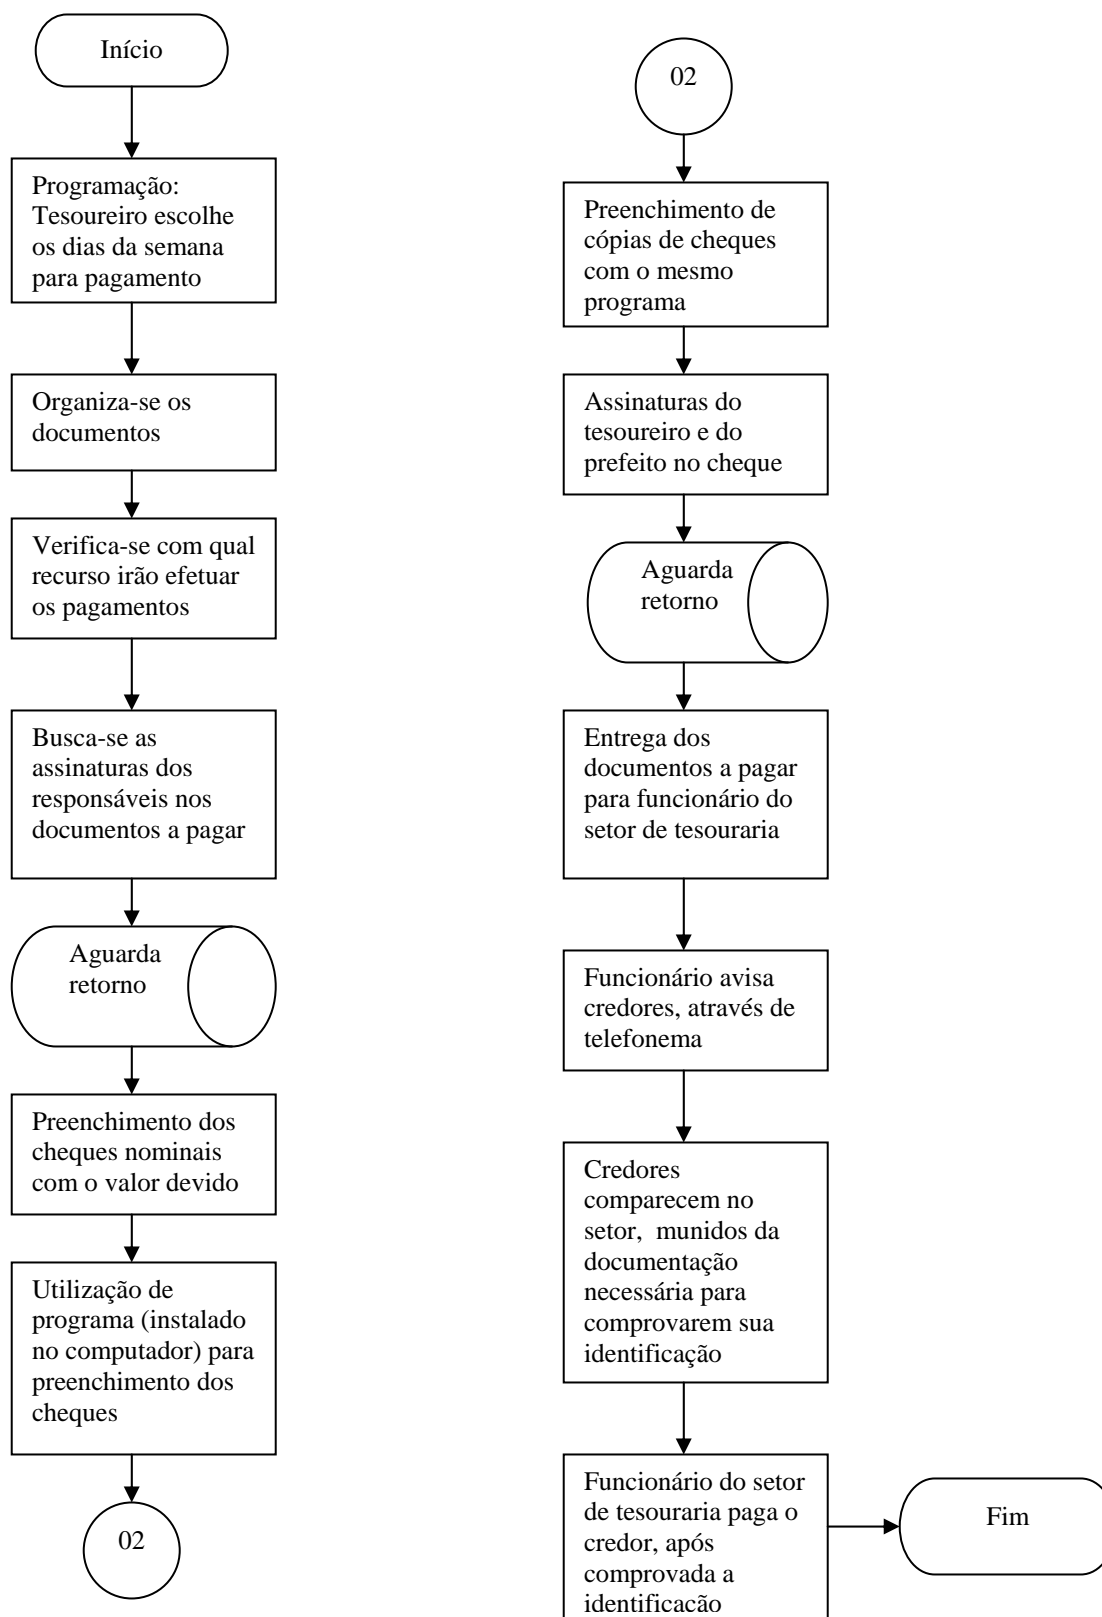 Início
Programação:
Tesoureiro escolhe
os dias da semana
para pagamento
Organiza-se os
documentos
Verifica-se com qual
recurso irão efetuar
os pagamentos
Busca-se as
assinaturas dos
responsáveis nos
documentos a pagar
Aguarda
retorno
Preenchimento dos
cheques nominais
com o valor devido
Utilização de
programa (instalado
no computador) para
preenchimento dos
cheques
02
02
Preenchimento de
cópias de cheques
com o mesmo
programa
Assinaturas do
tesoureiro e do
prefeito no cheque
Aguarda
retorno
Entrega dos
documentos a pagar
para funcionário do
setor de tesouraria
Funcionário avisa
credores, através de
telefonema
Credores
comparecem no
setor,  munidos da
documentação
necessária para
comprovarem sua
identificação
Funcionário do setor
de tesouraria paga o
credor, após
comprovada a
identificação
Fim